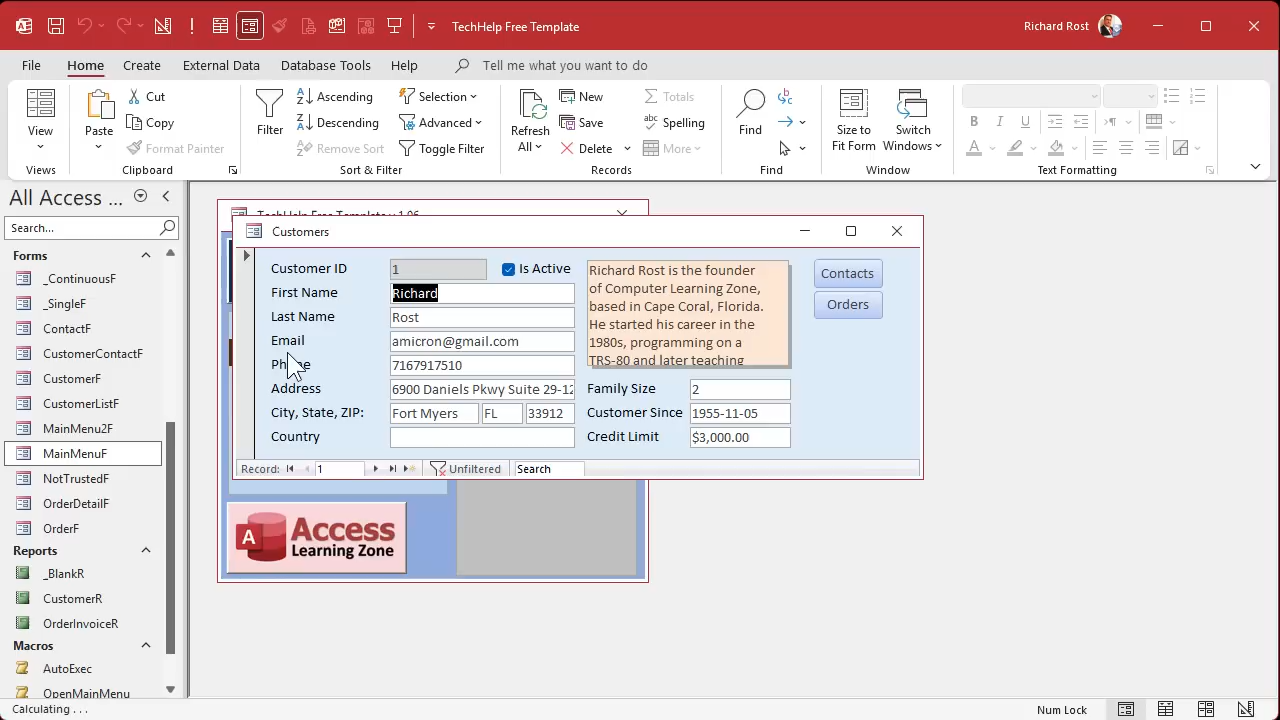 TechHelp Free Template
Richard Rost
File Home Create External Data Database Tools Help Tell me what you want to do
View
Views
Paste
Cut
Copy
Format Painter
Clipboard
Filter
Ascending
Descending
Remove Sort
Selection
Advanced
Toggle Filter
Sort & Filter
Refresh
All
New
Save
Delete
Totals
Spelling
More
Records
Find
Find
Size to
Fit Form
Switch
Windows
Window
B I U
A
Text Formatting
All Access ...
Search...
Forms
_ContinuousF
_SingleF
ContactF
CustomerContactF
CustomerF
CustomerListF
MainMenu2F
MainMenuF
NotTrustedF
OrderDetailF
OrderF
Reports
_BlankR
CustomerR
OrderInvoiceR
Macros
AutoExec
OpenMainMenu
TechHelp Free Template v 1.06
Customers
Customer ID 1 Is Active
First Name Richard
Last Name Rost
Email amicron@gmail.com
Phone 7167917510
Address 6900 Daniels Pkwy Suite 29-12
City, State, ZIP: Fort Myers FL 33912
Country
Richard Rost is the founder
of Computer Learning Zone,
based in Cape Coral, Florida.
He started his career in the
1980s, programming on a
TRS-80 and later teaching
Family Size 2
Customer Since 1955-11-05
Credit Limit $3,000.00
Contacts
Orders
Record: 1 Unfiltered Search
A Access
Learning Zone
Calculating . . .
Num Lock